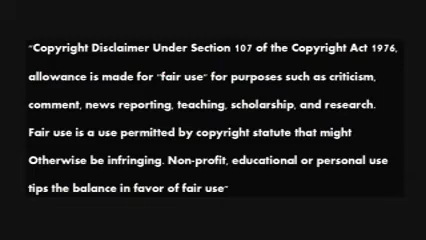 "Copyright Disclaimer Under Section 107 of the Copyright Act 1976,
allowance is made for "fair use" for purposes such as criticism,
comment, news reporting, teaching, scholarship, and research.
Fair use is a use permitted by copyright statute that might
Otherwise be infringing. Non-profit, educational or personal use
tips the balance in favor of fair use"